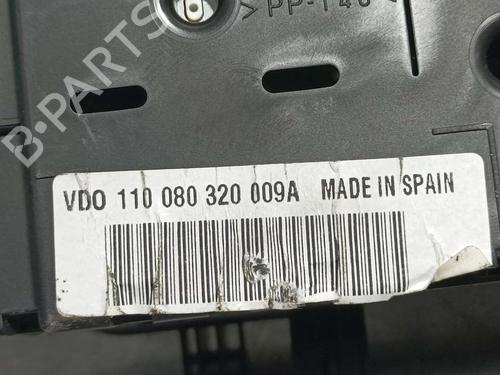 >PP-T40<
B-PARTS
VDO 110 080 320 009A MADE IN SPAIN